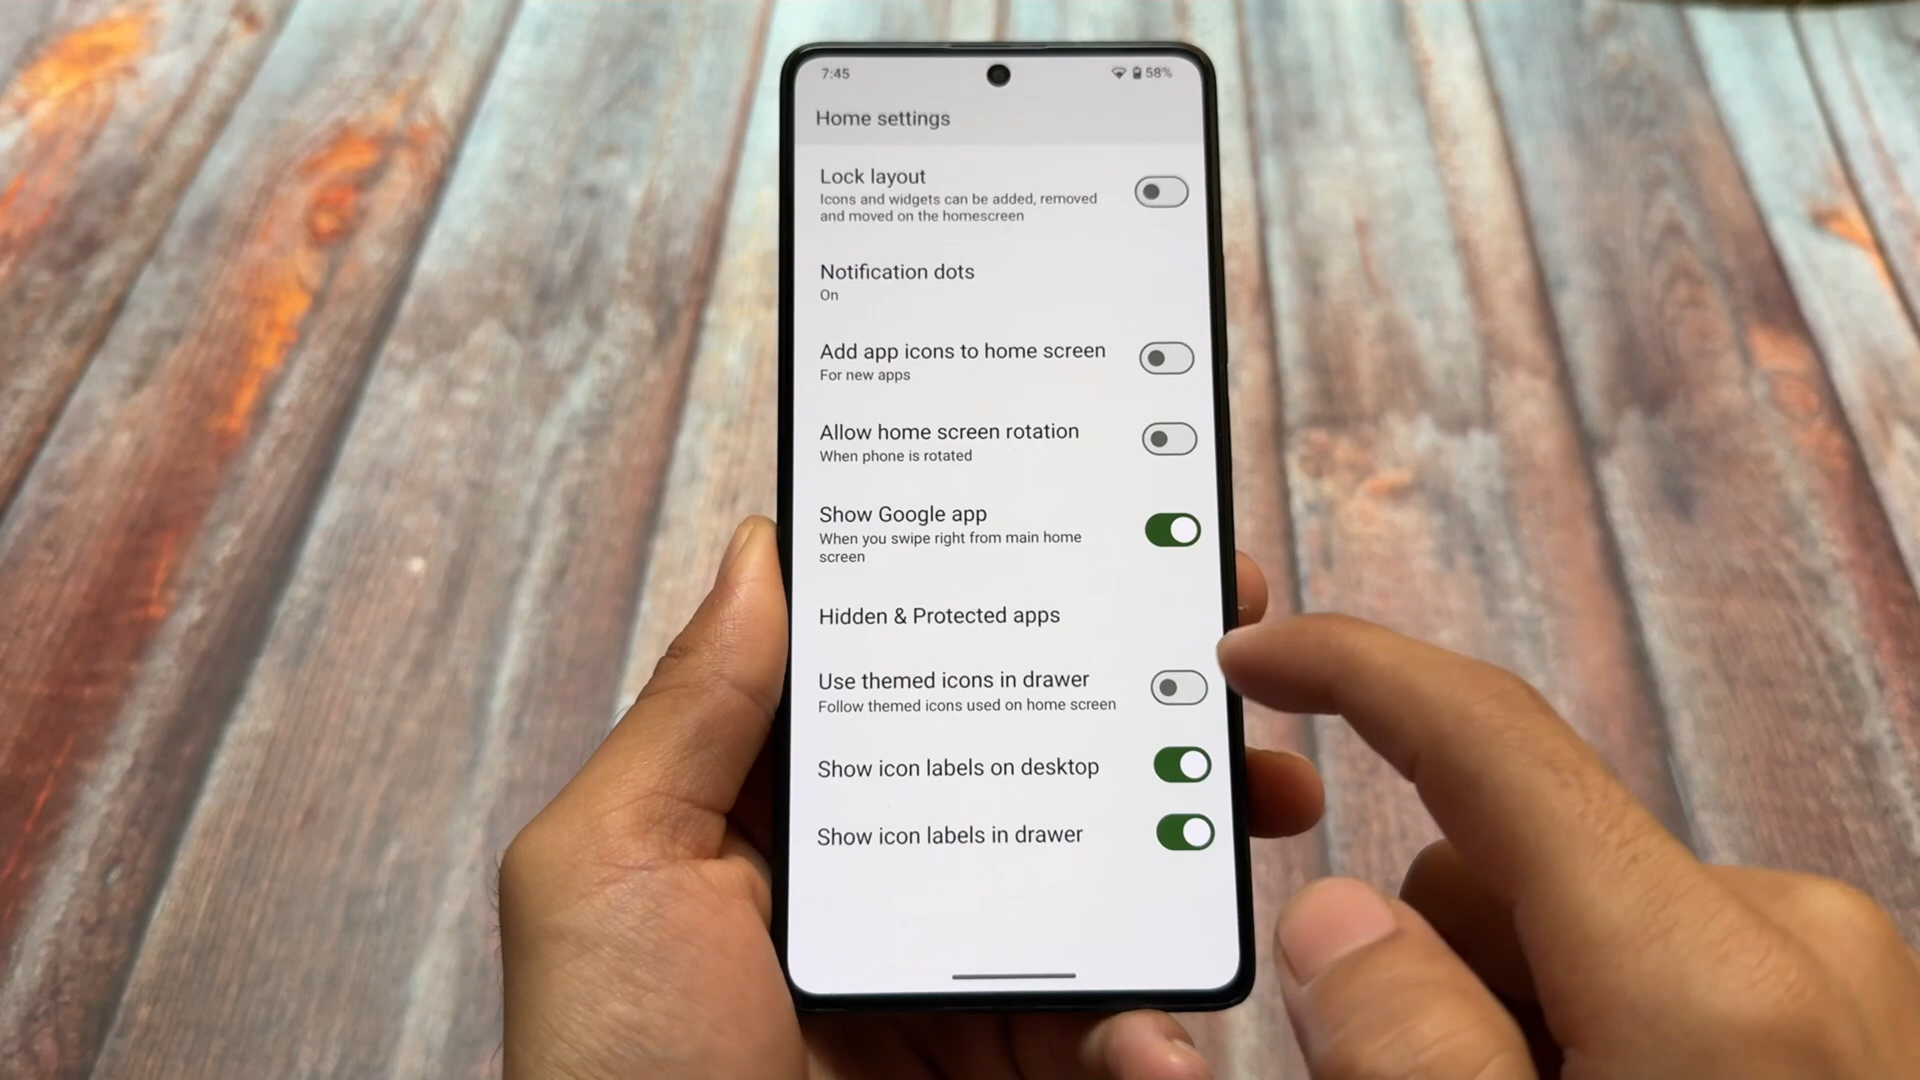 7:45
58%
Home settings
Lock layout
Icons and widgets can be added, removed
and moved on the homescreen
Notification dots
On
Add app icons to home screen
For new apps
Allow home screen rotation
When phone is rotated
Show Google app
When you swipe right from main home
screen
Hidden & Protected apps
Use themed icons in drawer
Follow themed icons used on home screen
Show icon labels on desktop
Show icon labels in drawer